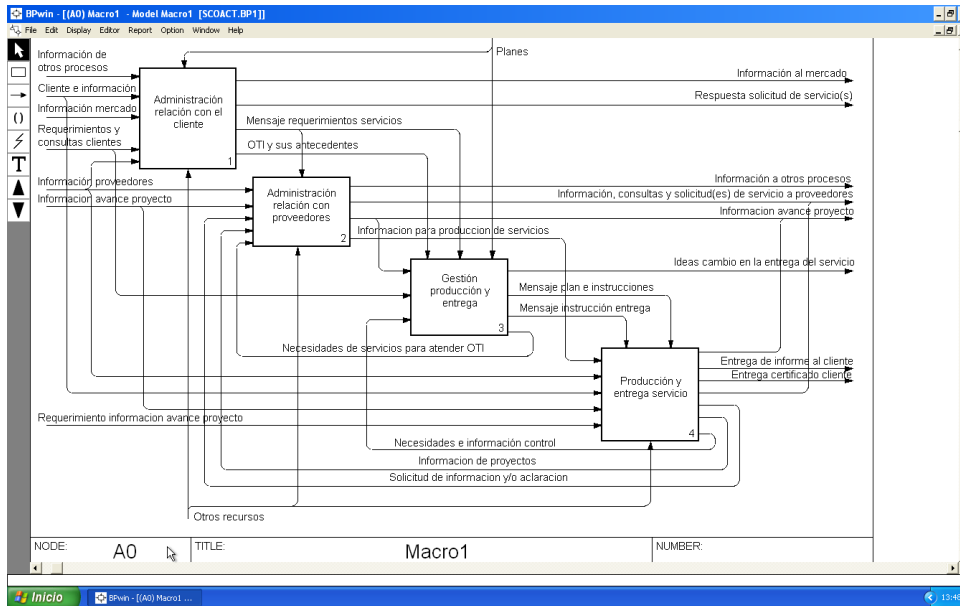 BPwin - [(A0) Macro1 - Model Macro1 [SCOACT.BP1]]
File Edit Display Editor Report Option Window Help
Información de
otros procesos
Planes
Cliente e información
Información mercado
Requerimientos y
consultas clientes
Administración
relación con el
cliente
1
Información al mercado
Respuesta solicitud de servicio(s)
Mensaje requerimientos servicios
OTI y sus antecedentes
Información proveedores
Informacion avance proyecto
Administración
relación con
proveedores
2
Información a otros procesos
Información, consultas y solicitud(es) de servicio a proveedores
Informacion avance proyecto
Informacion para produccion de servicios
Ideas cambio en la entrega del servicio
Gestión
producción y
entrega
3
Mensaje plan e instrucciones
Mensaje instrucción entrega
Necesidades de servicios para atender OTI
Entrega de informe al cliente
Entrega certificado cliente
Producción y
entrega servicio
4
Requerimiento informacion avance proyecto
Necesidades e información control
Informacion de proyectos
Solicitud de informacion y/o aclaracion
Otros recursos
NODE: A0
TITLE: Macro1
NUMBER:
Inicio
BPwin - [(A0) Macro1 ...
13:48